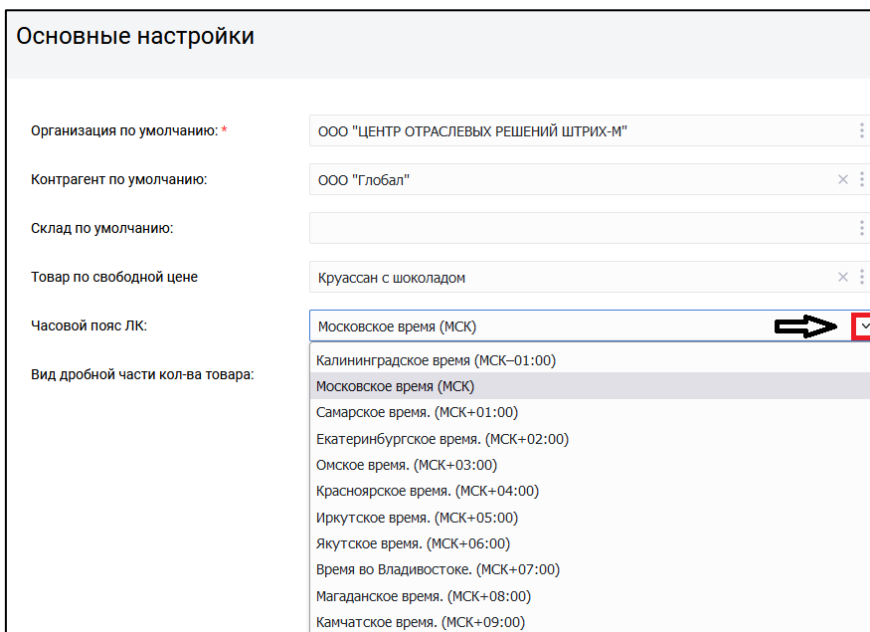 Основные настройки
Организация по умолчанию: * ООО "ЦЕНТР ОТРАСЛЕВЫХ РЕШЕНИЙ ШТРИХ-М"
Контрагент по умолчанию: ООО "Глобал"
Склад по умолчанию:
Товар по свободной цене Круассан с шоколадом
Часовой пояс ЛК: Московское время (МСК)
Вид дробной части кол-ва товара:
Калининградское время (МСК–01:00)
Московское время (МСК)
Самарское время. (МСК+01:00)
Екатеринбургское время. (МСК+02:00)
Омское время. (МСК+03:00)
Красноярское время. (МСК+04:00)
Иркутское время. (МСК+05:00)
Якутское время. (МСК+06:00)
Время во Владивостоке. (МСК+07:00)
Магаданское время. (МСК+08:00)
Камчатское время. (МСК+09:00)